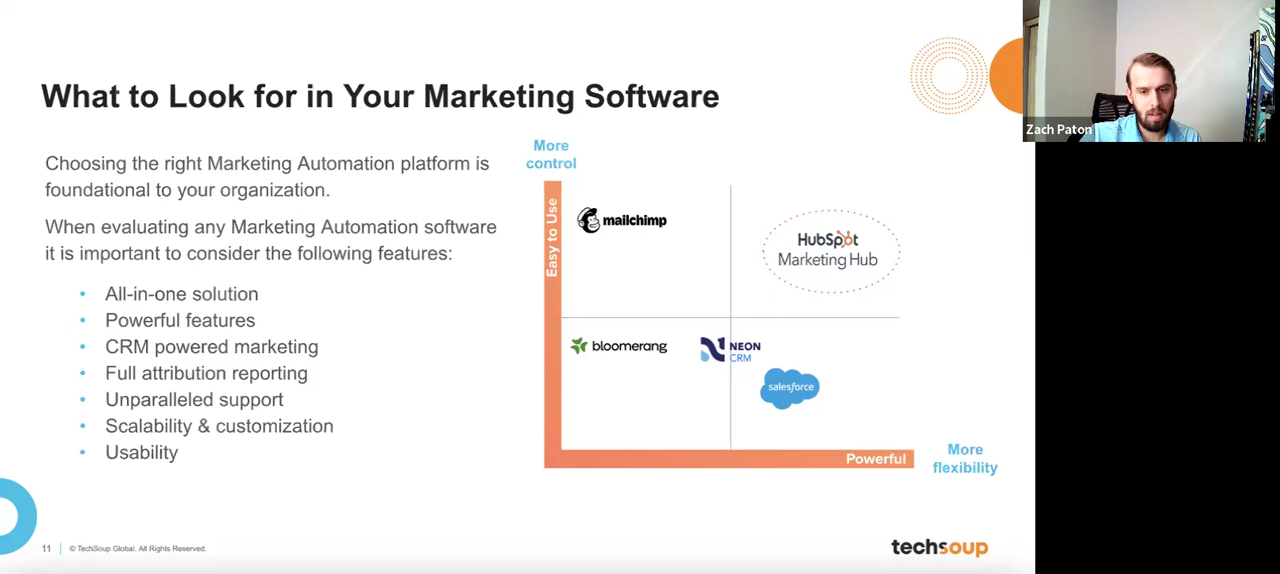 What to Look for in Your Marketing Software
Choosing the right Marketing Automation platform is
foundational to your organization.
When evaluating any Marketing Automation software
it is important to consider the following features:
• All-in-one solution
• Powerful features
• CRM powered marketing
• Full attribution reporting
• Unparalleled support
• Scalability & customization
• Usability
More
control
Easy to Use
mailchimp
HubSpot
Marketing Hub
bloomerang
NEON
CRM
salesforce
Powerful
More
flexibility
11
© TechSoup Global. All Rights Reserved.
techsoup
Zach Paton